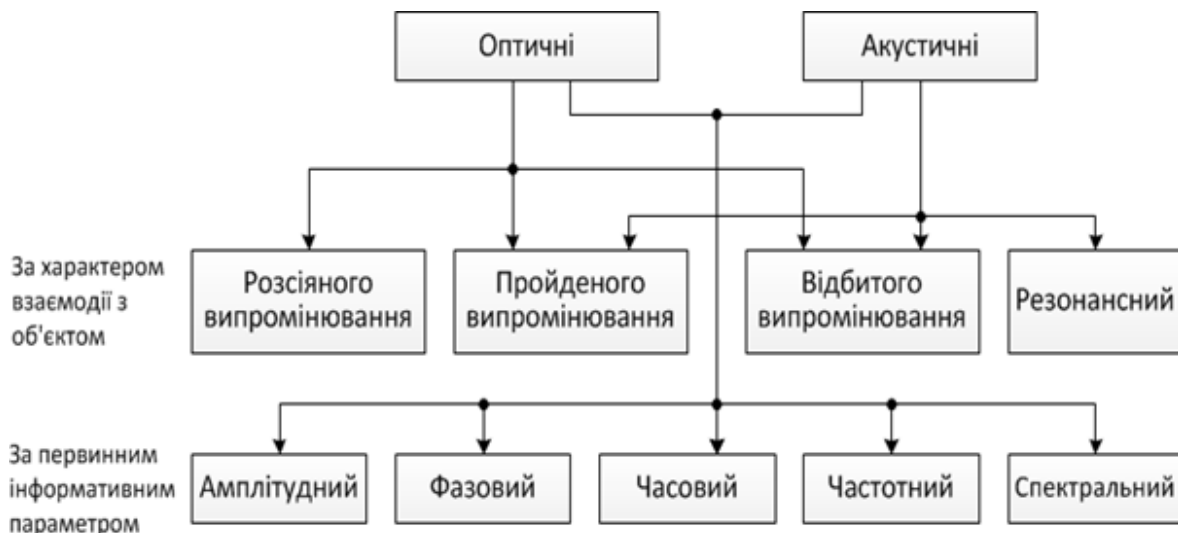 Оптичні
Акустичні
За характером
взаємодії з
об'єктом
Розсіяного
випромінювання
Пройденого
випромінювання
Відбитого
випромінювання
Резонансний
За первинним
інформативним
параметром
Амплітудний
Фазовий
Часовий
Частотний
Спектральний